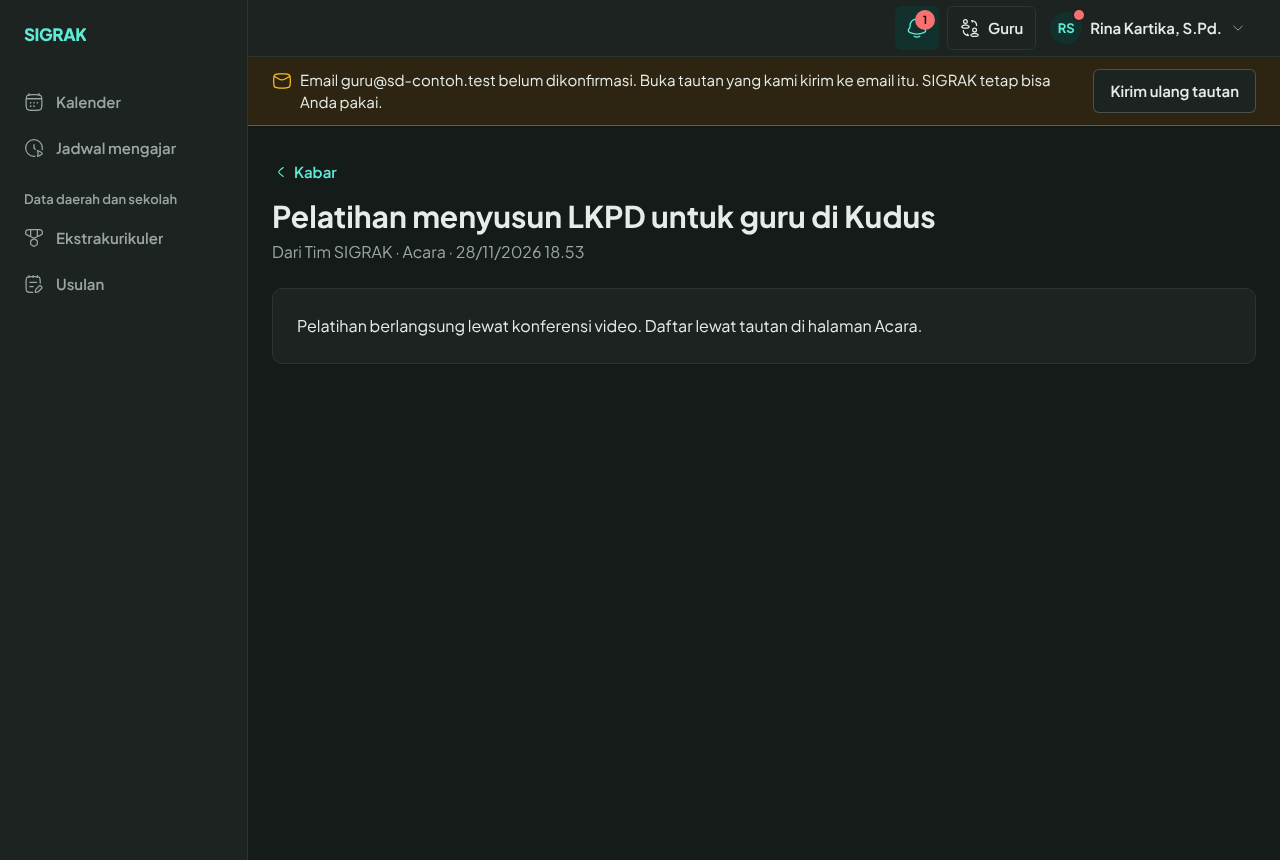 SIGRAK
Kalender
Jadwal mengajar
Data daerah dan sekolah
Ekstrakurikuler
Usulan
1
Guru
RS
Rina Kartika, S.Pd.
Email guru@sd-contoh.test belum dikonfirmasi. Buka tautan yang kami kirim ke email itu. SIGRAK tetap bisa
Anda pakai.
Kirim ulang tautan
Kabar
Pelatihan menyusun LKPD untuk guru di Kudus
Dari Tim SIGRAK · Acara · 28/11/2026 18.53
Pelatihan berlangsung lewat konferensi video. Daftar lewat tautan di halaman Acara.